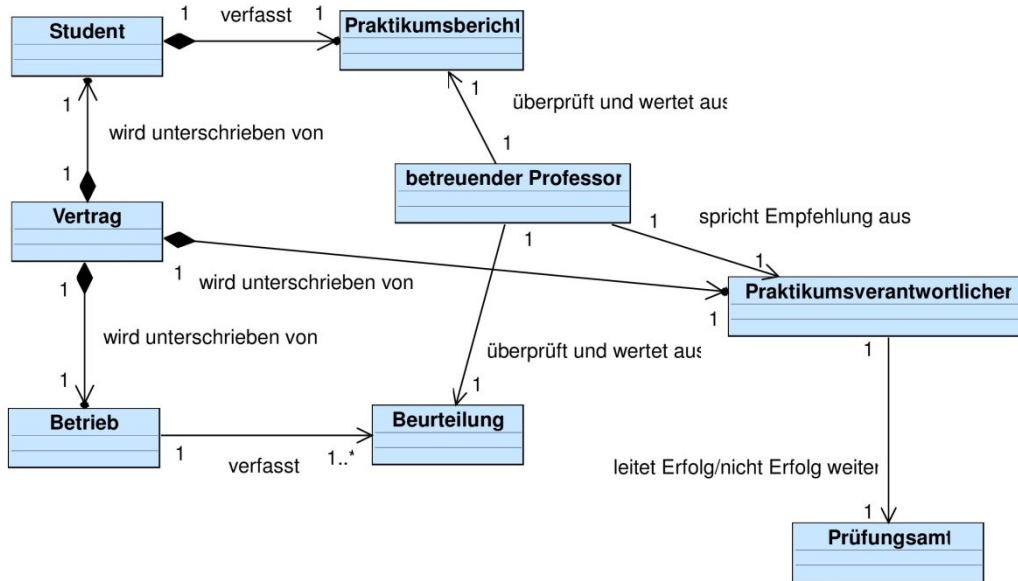 1 verfasst 1
Student
Praktikumsbericht
1
1
überprüft und wertet aus
wird unterschrieben von
1
1
betreuender Professor
Vertrag
1
1
spricht Empfehlung aus
1
1
wird unterschrieben von
1
Praktikumsverantwortlicher
1
1
wird unterschrieben von
1
überprüft und wertet aus
1
1
Betrieb
Beurteilung
1
verfasst
1..*
leitet Erfolg/nicht Erfolg weiter
1
Prüfungsamt